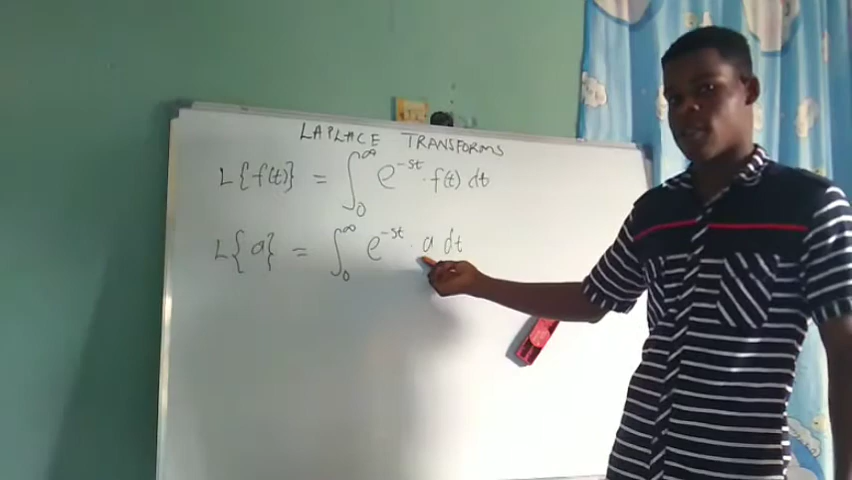 LAPLACE TRANSFORMS
L{f(t)} = ∫₀^∞ e^-st · f(t) dt
L{a} = ∫₀^∞ e^-st · a dt